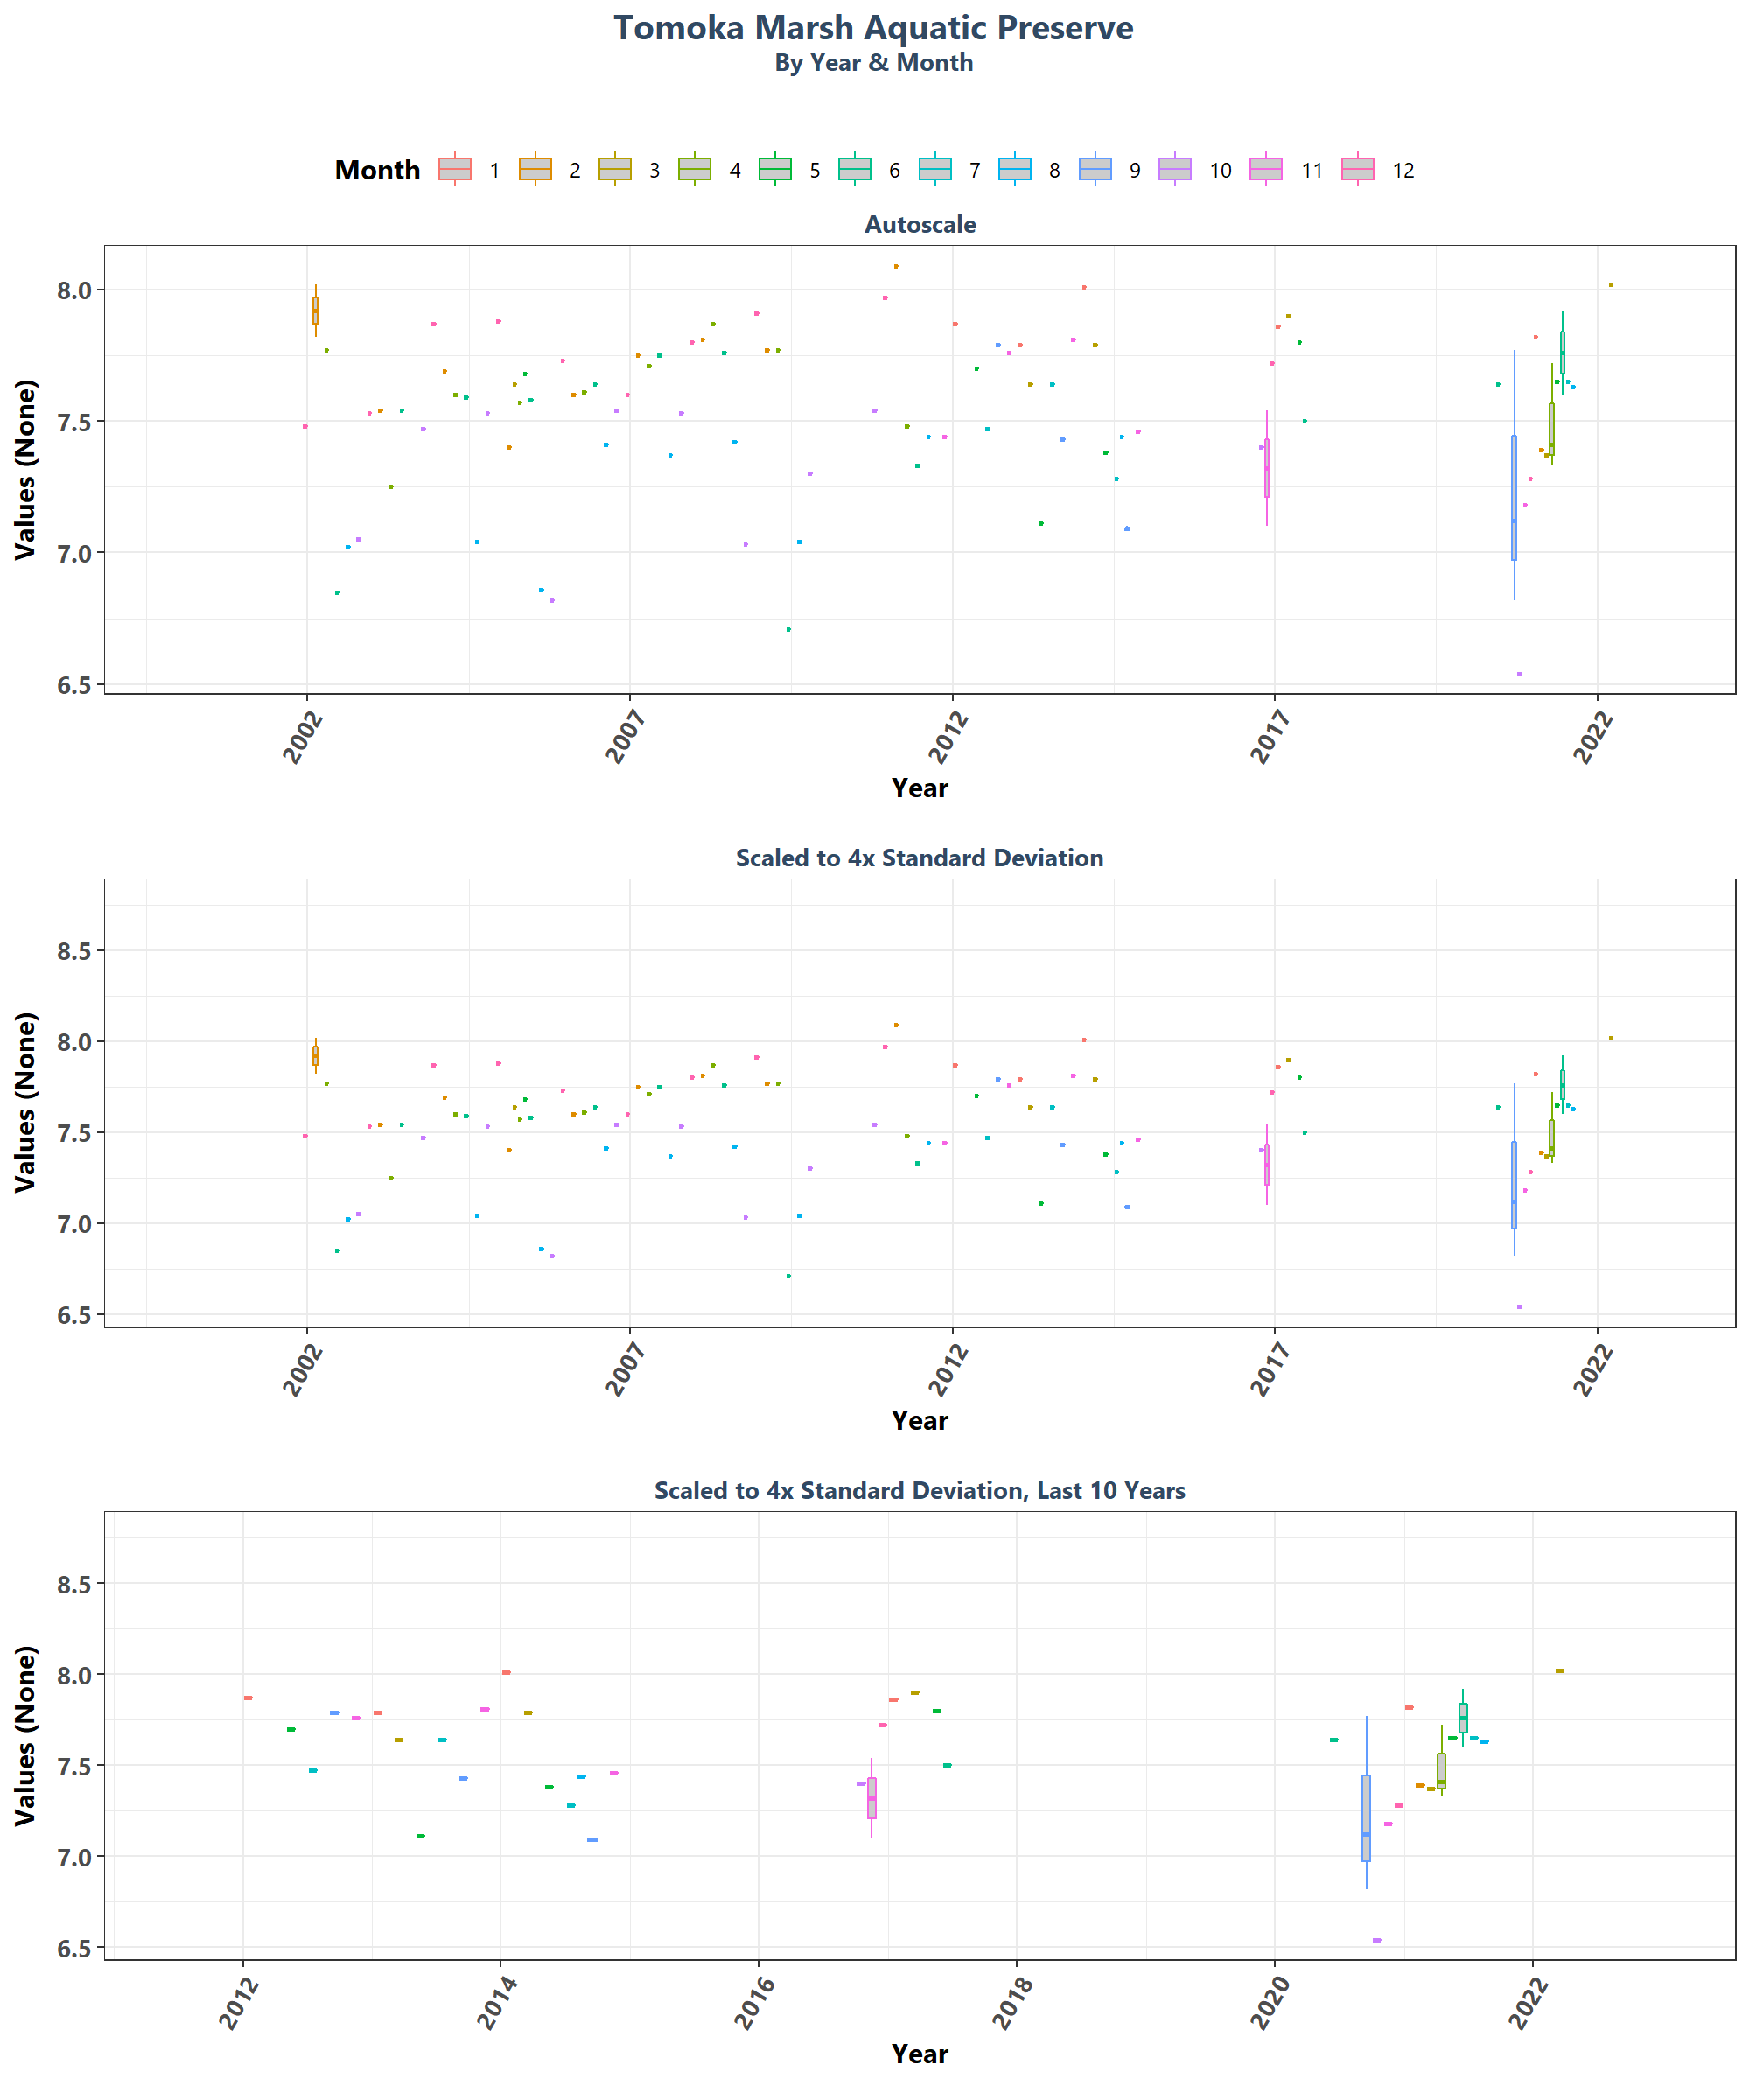 Tomoka Marsh Aquatic Preserve
By Year & Month
Month 1 2 3 4 5 6 7 8 9 10 11 12
Autoscale
Values (None)
8.0
7.5
7.0
6.5
2002 2007 2012 2017 2022
Year
Scaled to 4x Standard Deviation
Values (None)
8.5
8.0
7.5
7.0
6.5
2002 2007 2012 2017 2022
Year
Scaled to 4x Standard Deviation, Last 10 Years
Values (None)
8.5
8.0
7.5
7.0
6.5
2012 2014 2016 2018 2020 2022
Year